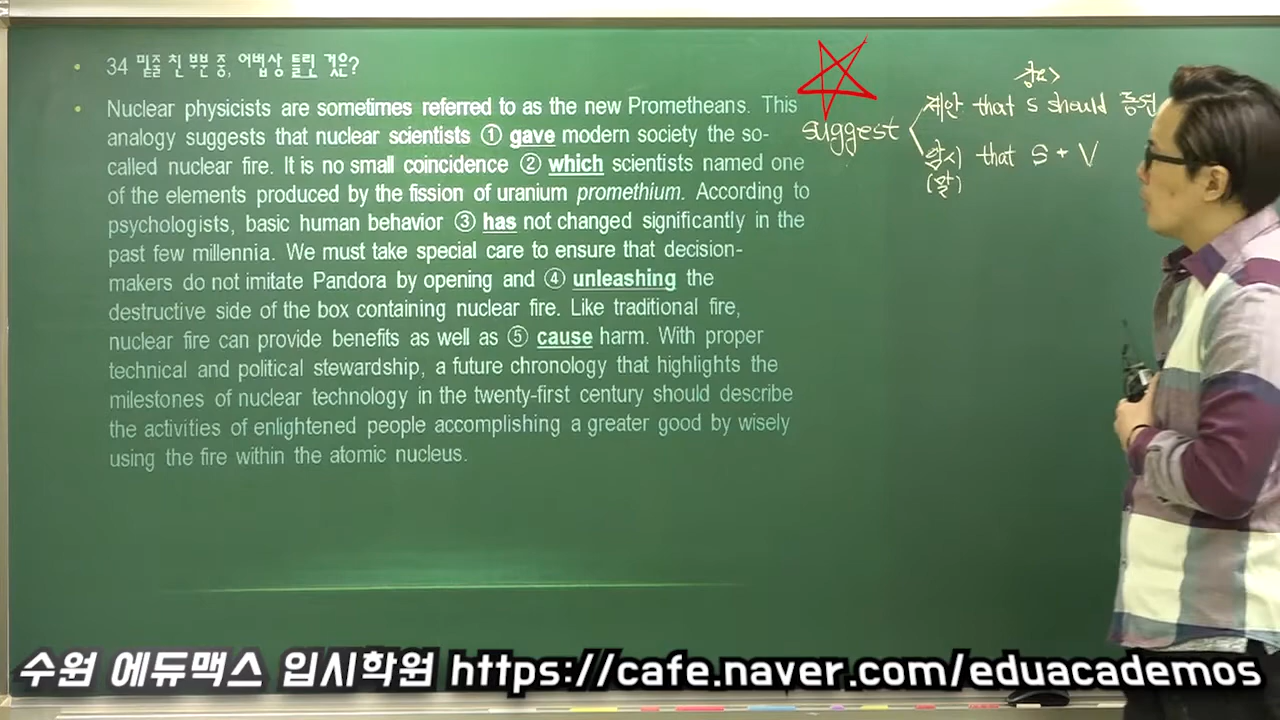 34 밑줄 친 부분 중, 어법상 틀린 것은?
Nuclear physicists are sometimes referred to as the new Prometheans. This
analogy suggests that nuclear scientists ① gave modern society the so-
called nuclear fire. It is no small coincidence ② which scientists named one
of the elements produced by the fission of uranium promethium. According to
psychologists, basic human behavior ③ has not changed significantly in the
past few millennia. We must take special care to ensure that decision-
makers do not imitate Pandora by opening and ④ unleashing the
destructive side of the box containing nuclear fire. Like traditional fire,
nuclear fire can provide benefits as well as ⑤ cause harm. With proper
technical and political stewardship, a future chronology that highlights the
milestones of nuclear technology in the twenty-first century should describe
the activities of enlightened people accomplishing a greater good by wisely
using the fire within the atomic nucleus.
suggest
제안 that S should 동원
암시 that S + V
(말)
수원 에듀맥스 입시학원 https://cafe.naver.com/eduacademos